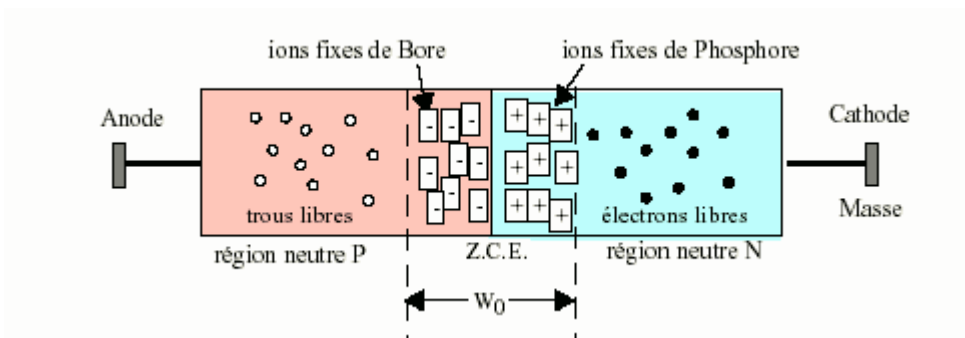 ions fixes de Bore
ions fixes de Phosphore
Anode
Cathode
- - - - - - - - -
+ + + + + + + + +
trous libres
électrons libres
Masse
région neutre P
Z.C.E.
région neutre N
W0